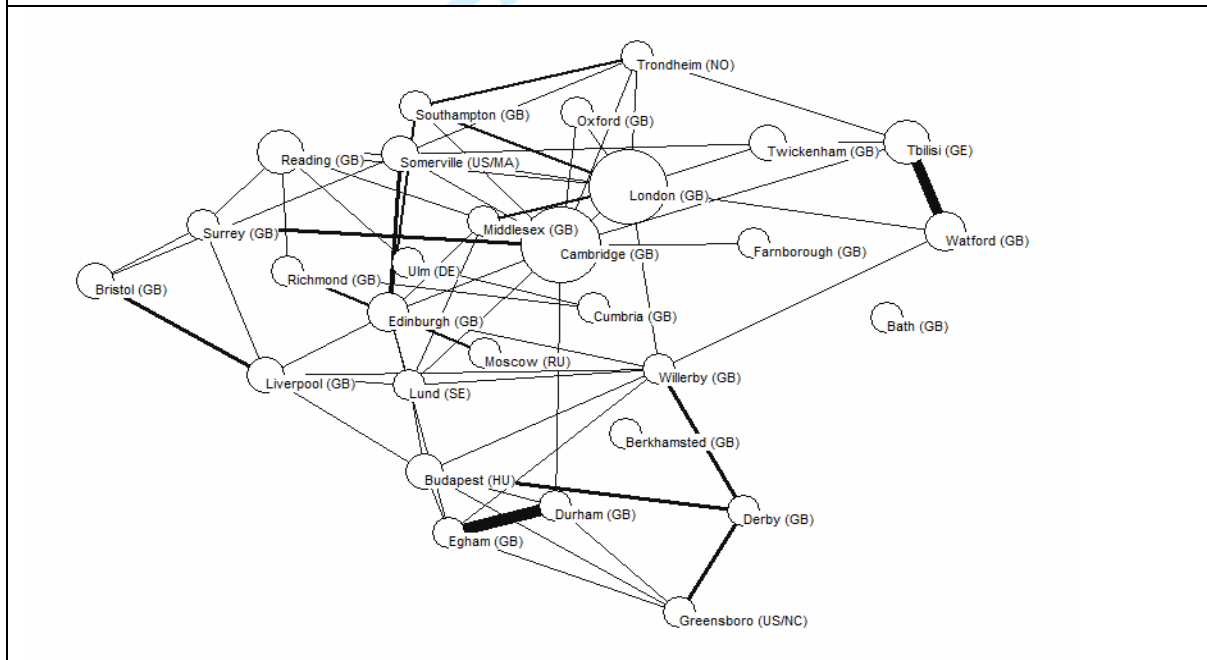 Trondheim (NO)
Southampton (GB)
Oxford (GB)
Twickenham (GB)
Tbilisi (GE)
Reading (GB)
Somerville (US/MA)
London (GB)
Middlesex (GB)
Surrey (GB)
Cambridge (GB)
Farnborough (GB)
Watford (GB)
Ulm (DE)
Richmond (GB)
Bristol (GB)
Cumbria (GB)
Edinburgh (GB)
Bath (GB)
Moscow (RU)
Willerby (GB)
Liverpool (GB)
Lund (SE)
Berkhamsted (GB)
Budapest (HU)
Durham (GB)
Derby (GB)
Egham (GB)
Greensboro (US/NC)